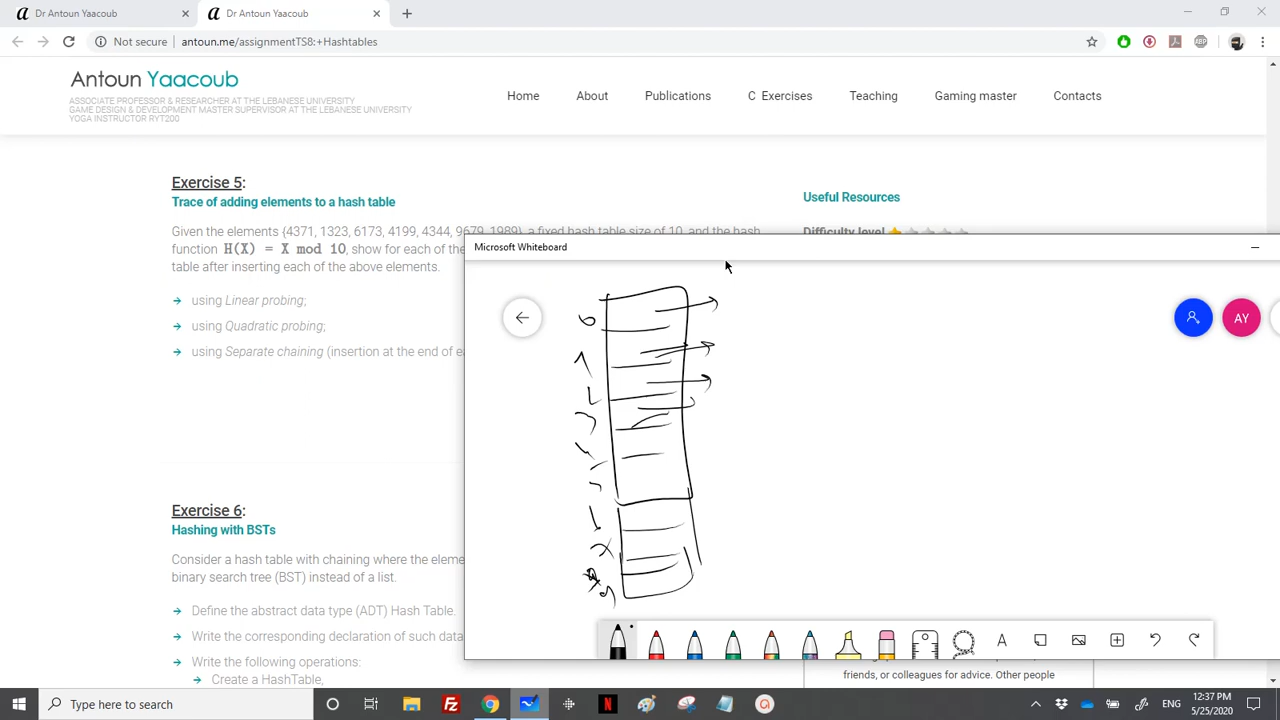 Dr Antoun Yaacoub
Dr Antoun Yaacoub
Not secure antoun.me/assignmentTS8:+Hashtables
ABP
Antoun Yaacoub
ASSOCIATE PROFESSOR & RESEARCHER AT THE LEBANESE UNIVERSITY
GAME DESIGN & DEVELOPMENT MASTER SUPERVISOR AT THE LEBANESE UNIVERSITY
YOGA INSTRUCTOR RYT200
Home About Publications C Exercises Teaching Gaming master Contacts
Exercise 5:
Trace of adding elements to a hash table
Given the elements {4371, 1323, 6173, 4199, 4344, 9679, 1989}, a fixed hash table size of 10, and the hash
function H(X) = X mod 10, show for each of the
table after inserting each of the above elements.
using Linear probing;
using Quadratic probing;
using Separate chaining (insertion at the end of
Useful Resources
Difficulty level
Microsoft Whiteboard
AY
A
Exercise 6:
Hashing with BSTs
Consider a hash table with chaining where the
binary search tree (BST) instead of a list.
Define the abstract data type (ADT) Hash Table.
Write the corresponding declaration of such data
Write the following operations:
Create a HashTable,
friends, or colleagues for advice. Other people
Type here to search
ENG
12:37 PM
5/25/2020